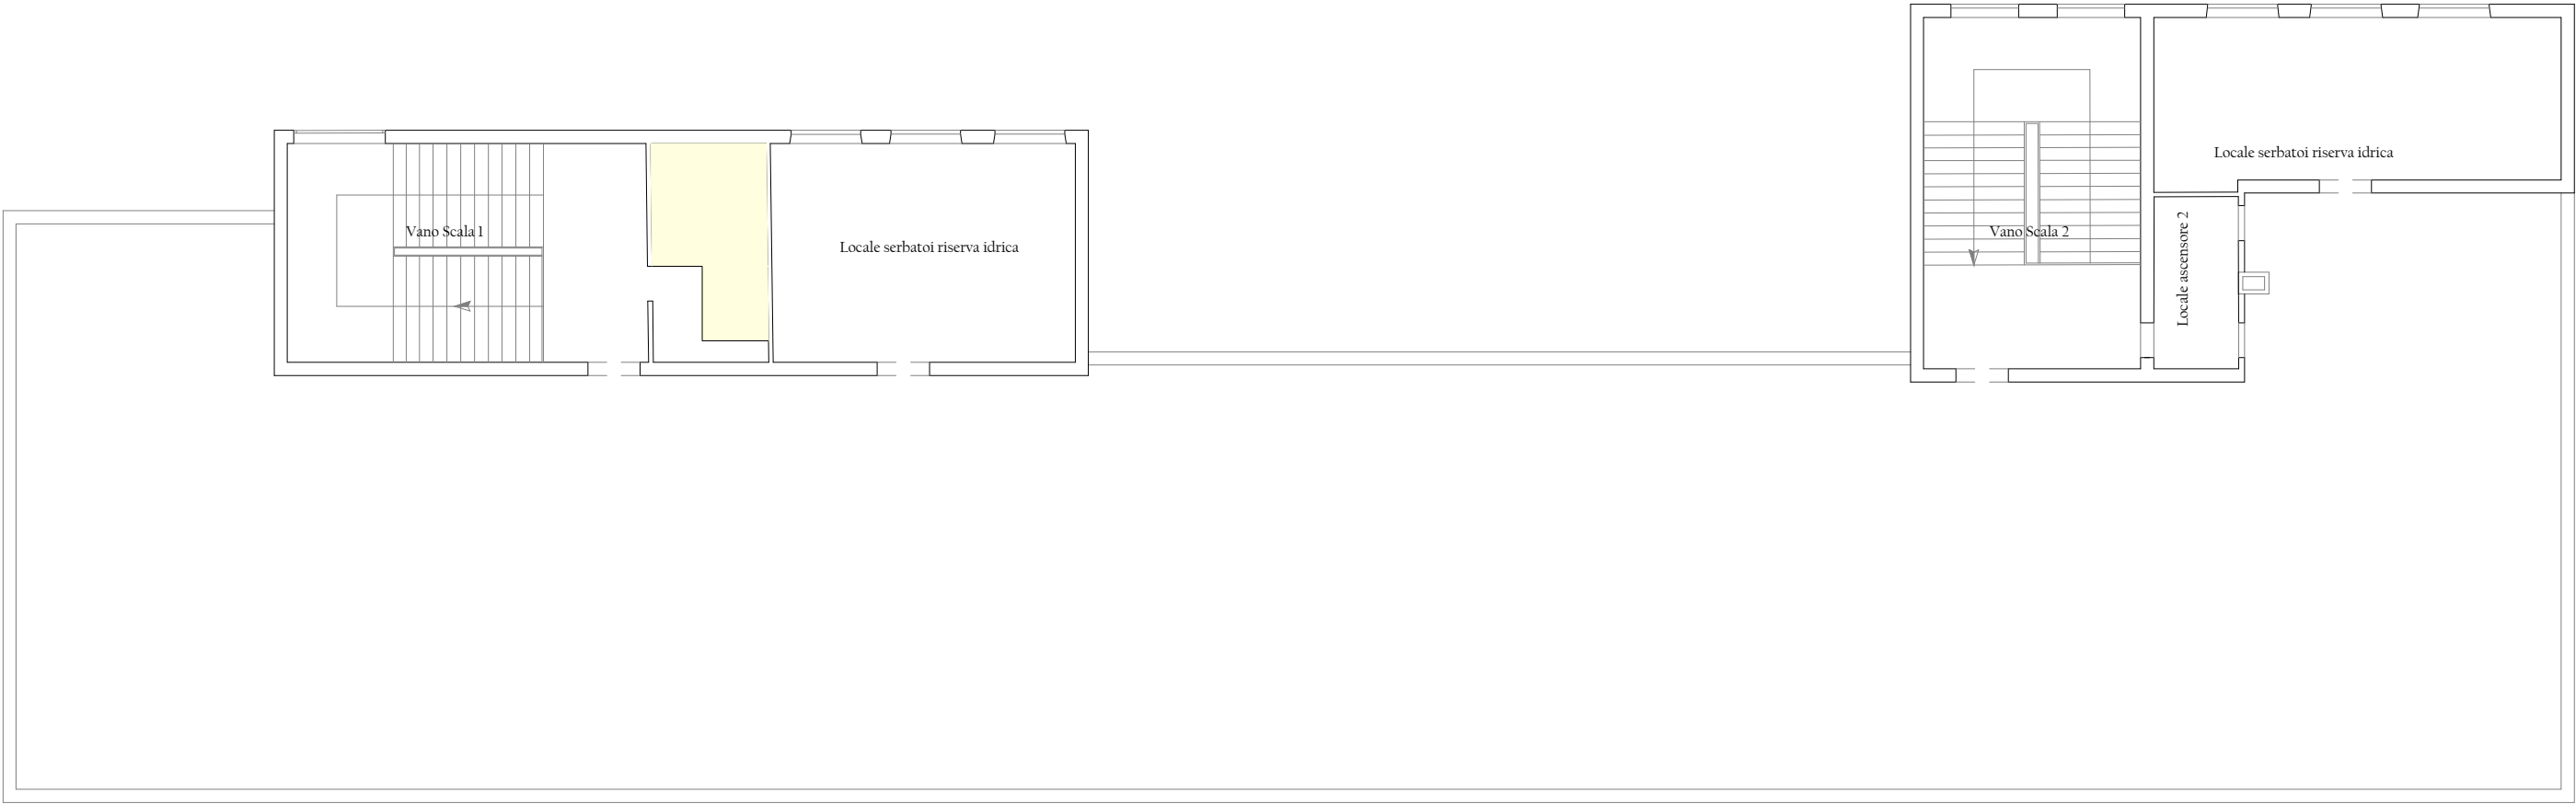 Vano Scala 1
Locale serbatoi riserva idrica
Vano Scala 2
Locale serbatoi riserva idrica
Locale ascensore 2